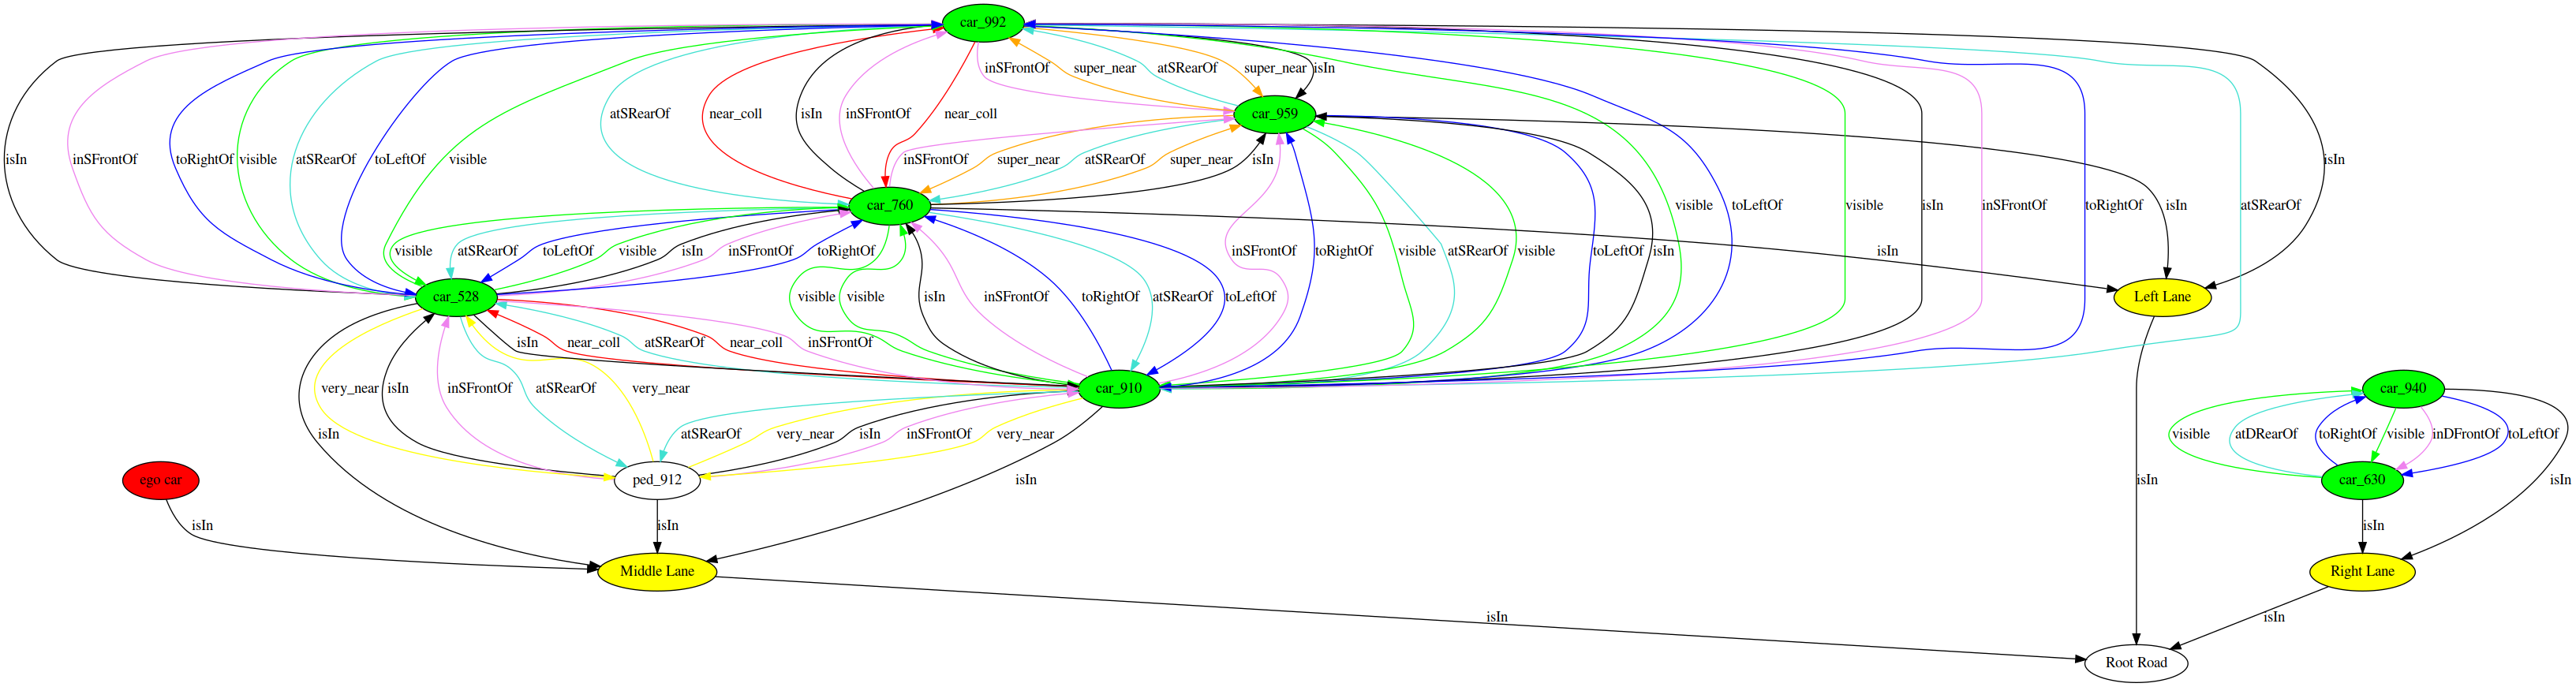 car_992
inSFrontOf super_near atSRearOf super_near isIn
atSRearOf near_coll isIn inSFrontOf near_coll car_959
isIn inSFrontOf toRightOf visible atSRearOf toLeftOf visible inSFrontOf super_near atSRearOf super_near isIn isIn
car_760 visible toLeftOf visible isIn inSFrontOf toRightOf atSRearOf isIn
visible atSRearOf toLeftOf visible isIn inSFrontOf toRightOf inSFrontOf toRightOf visible atSRearOf visible toLeftOf isIn isIn
car_528 visible visible isIn inSFrontOf toRightOf atSRearOf toLeftOf Left Lane
isIn near_coll atSRearOf near_coll inSFrontOf
very_near isIn inSFrontOf atSRearOf very_near car_910 car_940
isIn atSRearOf very_near isIn inSFrontOf very_near visible atDRearOf toRightOf visible inDFrontOf toLeftOf
ego car ped_912 isIn isIn car_630 isIn
isIn isIn isIn
Middle Lane Right Lane
isIn isIn
Root Road